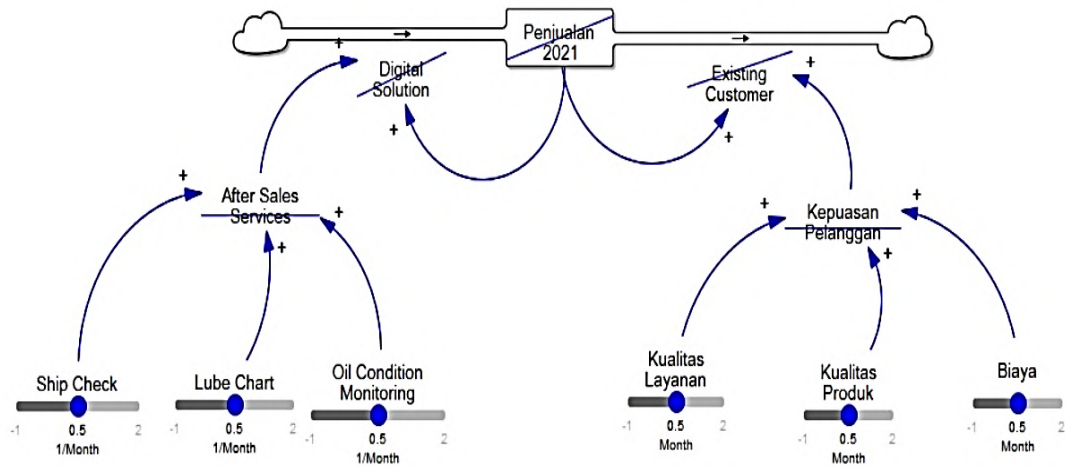 Penjualan
2021
+
Digital
Solution
Existing
Customer
+
+
+
After Sales
Services
+
+
+
Kepuasan
Pelanggan
+
+
+
Ship Check
-1
0.5
2
1/Month
Lube Chart
-1
0.5
2
1/Month
Oil Condition
Monitoring
-1
0.5
2
1/Month
Kualitas
Layanan
-1
0.5
2
Month
Kualitas
Produk
-1
0.5
2
Month
Biaya
-1
0.5
2
Month